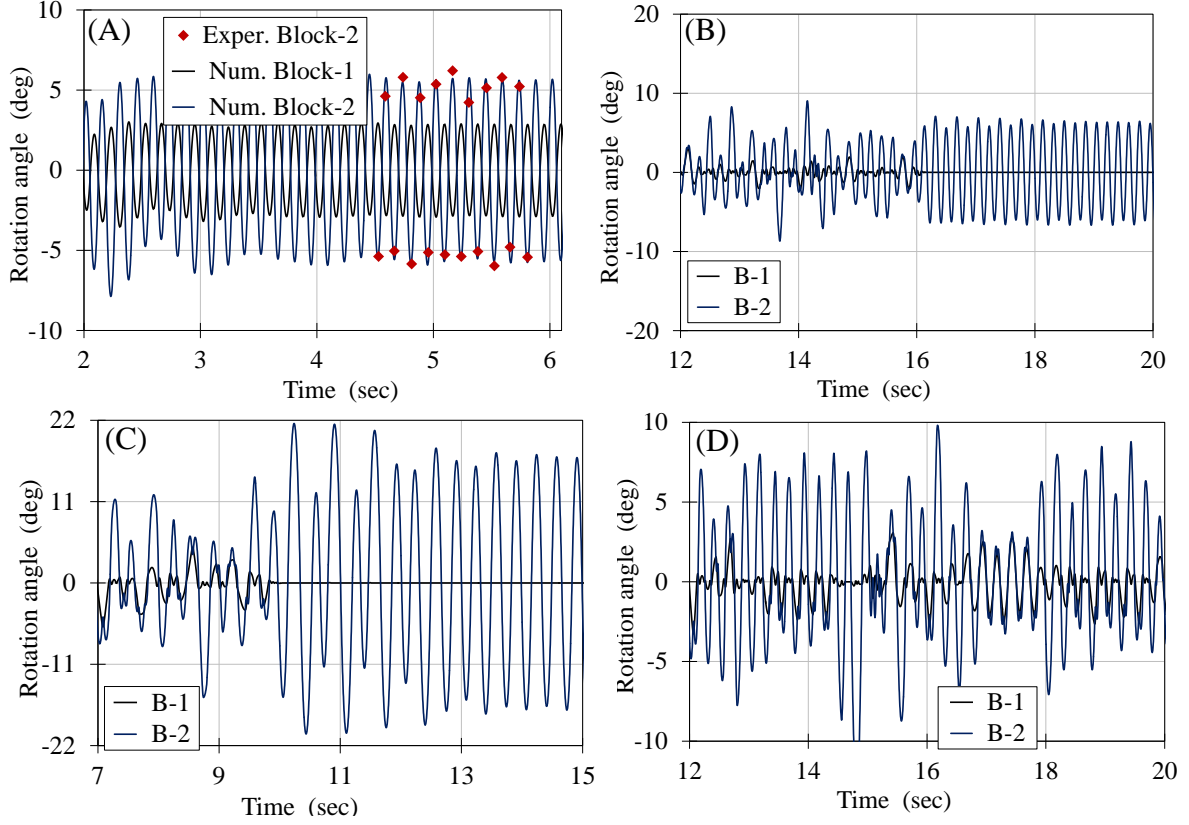 (A)
Exper. Block-2
Num. Block-1
Num. Block-2
Rotation angle (deg)
10
5
0
-5
-10
2
3
4
5
6
Time (sec)
(B)
Rotation angle (deg)
20
10
0
-10
-20
B-1
B-2
12
14
16
18
20
Time (sec)
(C)
Rotation angle (deg)
22
11
0
-11
-22
B-1
B-2
7
9
11
13
15
Time (sec)
(D)
Rotation angle (deg)
10
5
0
-5
-10
B-1
B-2
12
14
16
18
20
Time (sec)